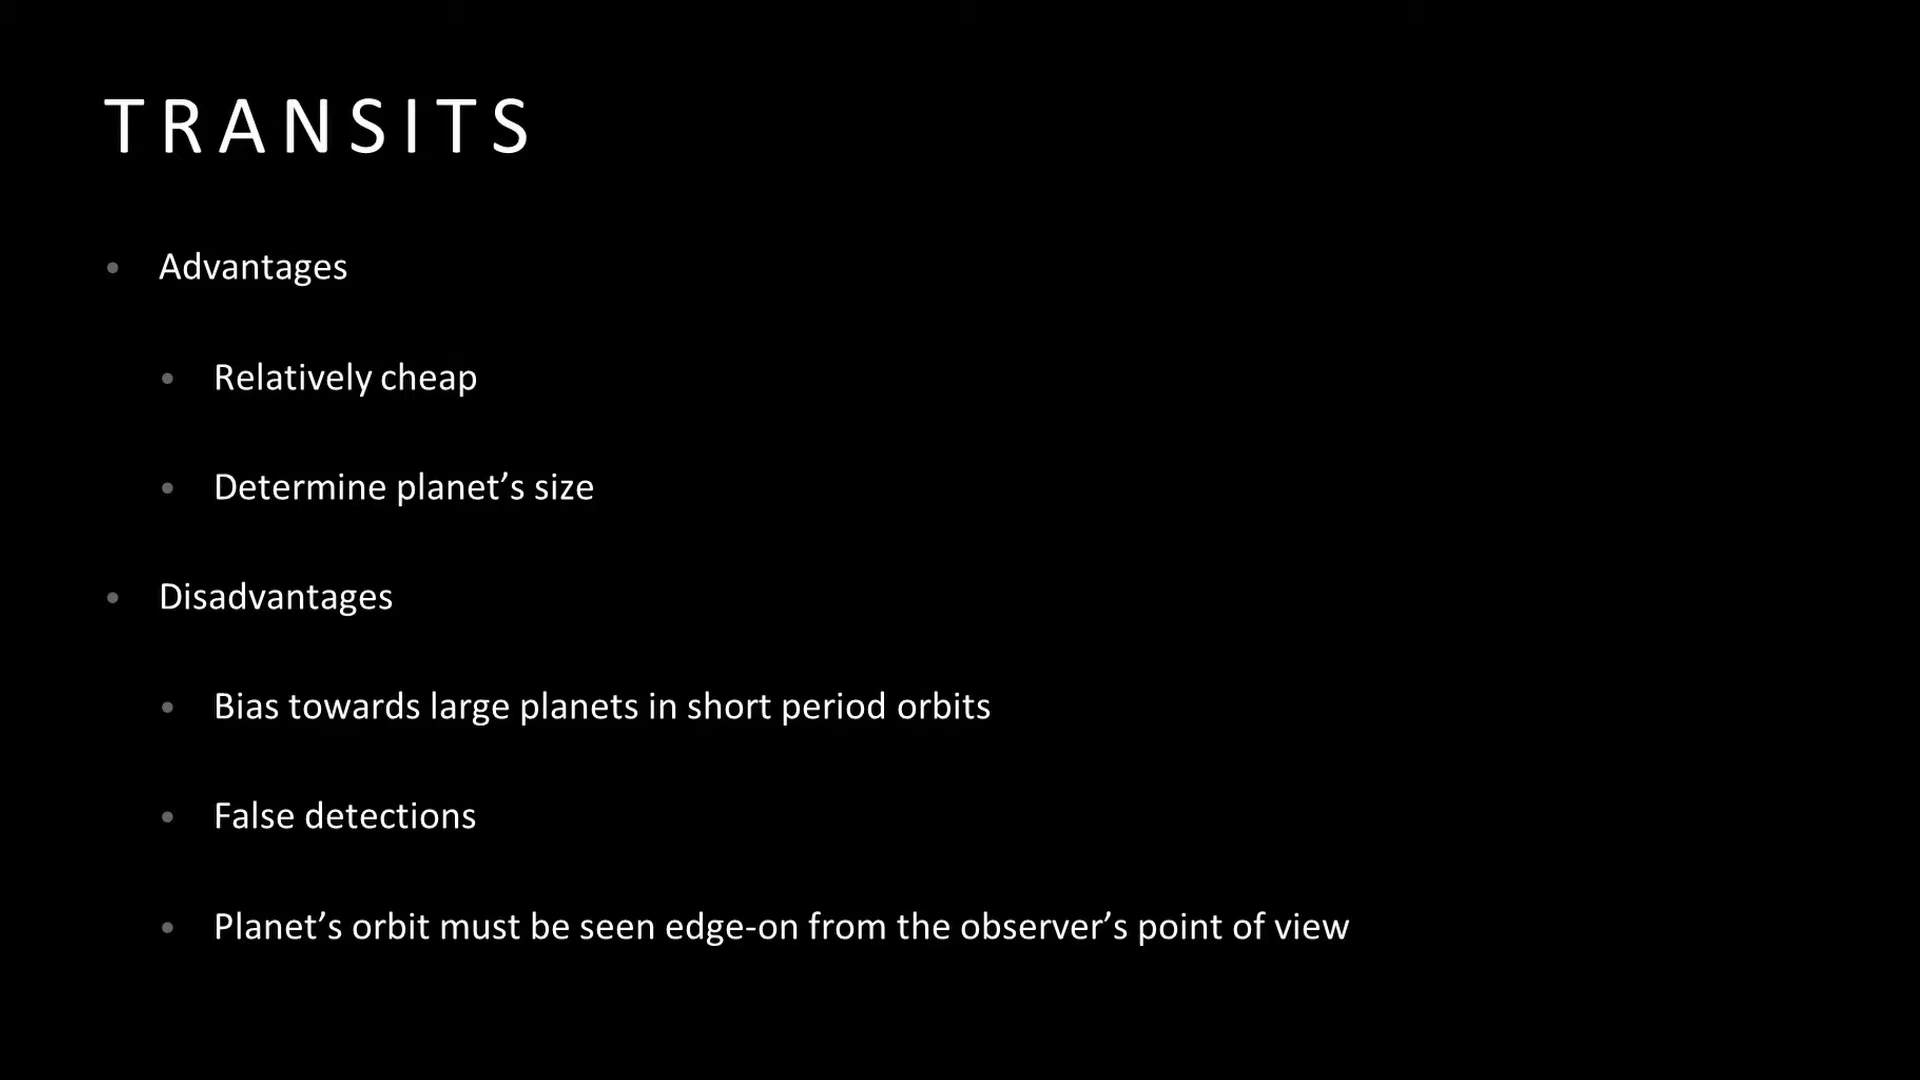 TRANSITS
• Advantages
• Relatively cheap
• Determine planet’s size
• Disadvantages
• Bias towards large planets in short period orbits
• False detections
• Planet’s orbit must be seen edge-on from the observer’s point of view